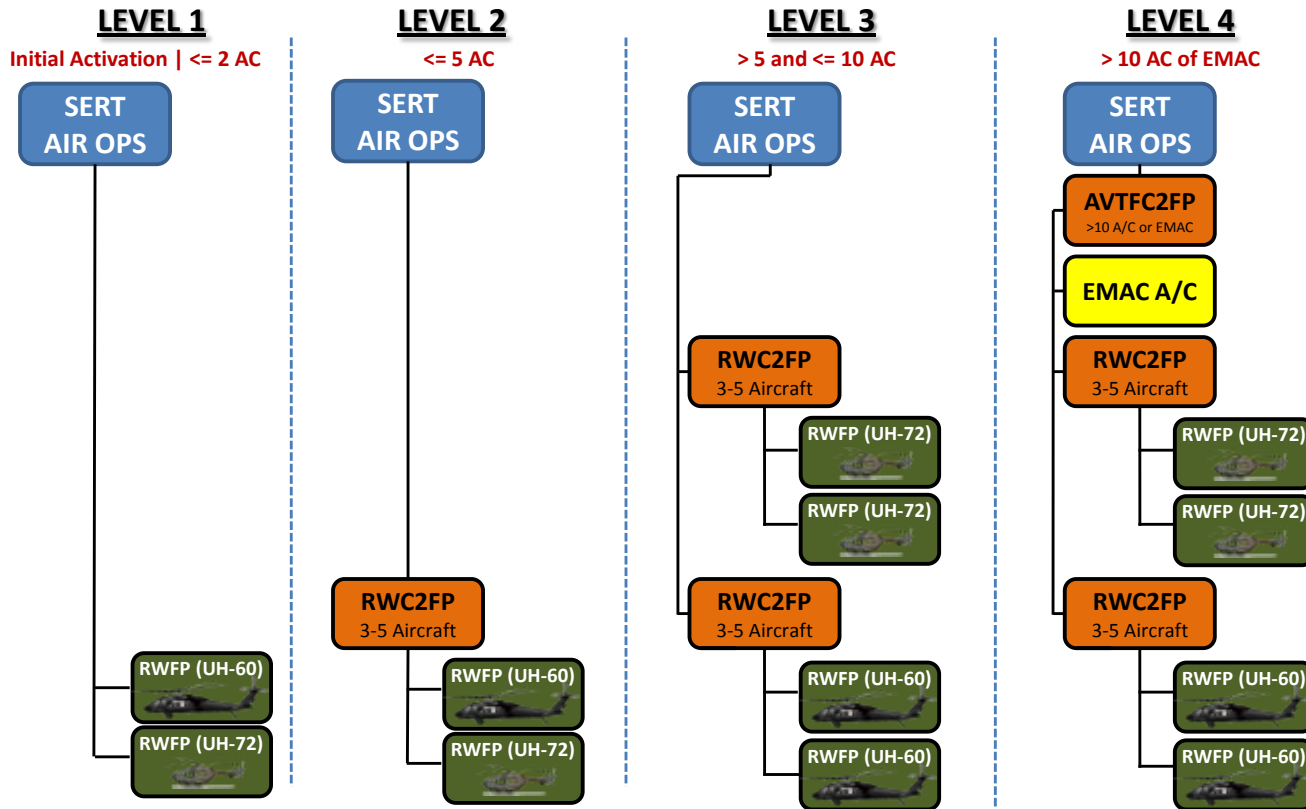 LEVEL 1
Initial Activation | <= 2 AC
SERT
AIR OPS
RWFP (UH-60)
RWFP (UH-72)
LEVEL 2
<= 5 AC
SERT
AIR OPS
RWC2FP
3-5 Aircraft
RWFP (UH-60)
RWFP (UH-72)
LEVEL 3
> 5 and <= 10 AC
SERT
AIR OPS
RWC2FP
3-5 Aircraft
RWFP (UH-72)
RWFP (UH-72)
RWC2FP
3-5 Aircraft
RWFP (UH-60)
RWFP (UH-60)
LEVEL 4
> 10 AC of EMAC
SERT
AIR OPS
AVTFC2FP
>10 A/C or EMAC
EMAC A/C
RWC2FP
3-5 Aircraft
RWFP (UH-72)
RWFP (UH-72)
RWC2FP
3-5 Aircraft
RWFP (UH-60)
RWFP (UH-60)